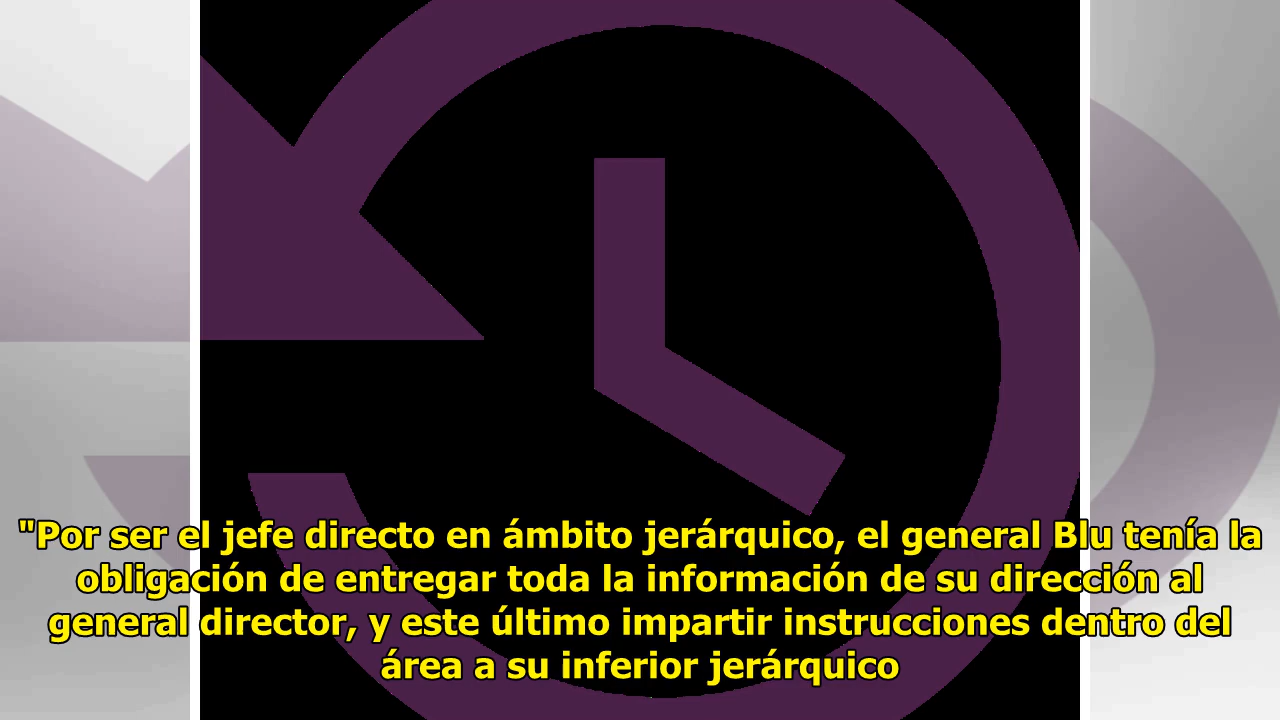 "Por ser el jefe directo en ámbito jerárquico, el general Blu tenía la
obligación de entregar toda la información de su dirección al
general director, y este último impartir instrucciones dentro del
área a su inferior jerárquico